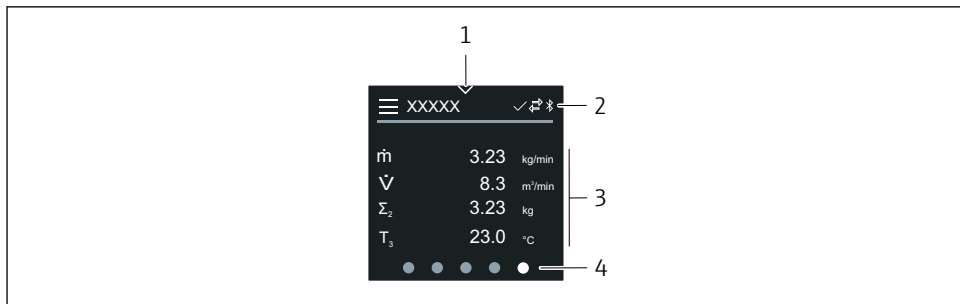 1
XXXXX
2
ṁ 3.23 kg/min
V̇ 8.3 m³/min
Σ₂ 3.23 kg
3
T₃ 23.0 °C
4